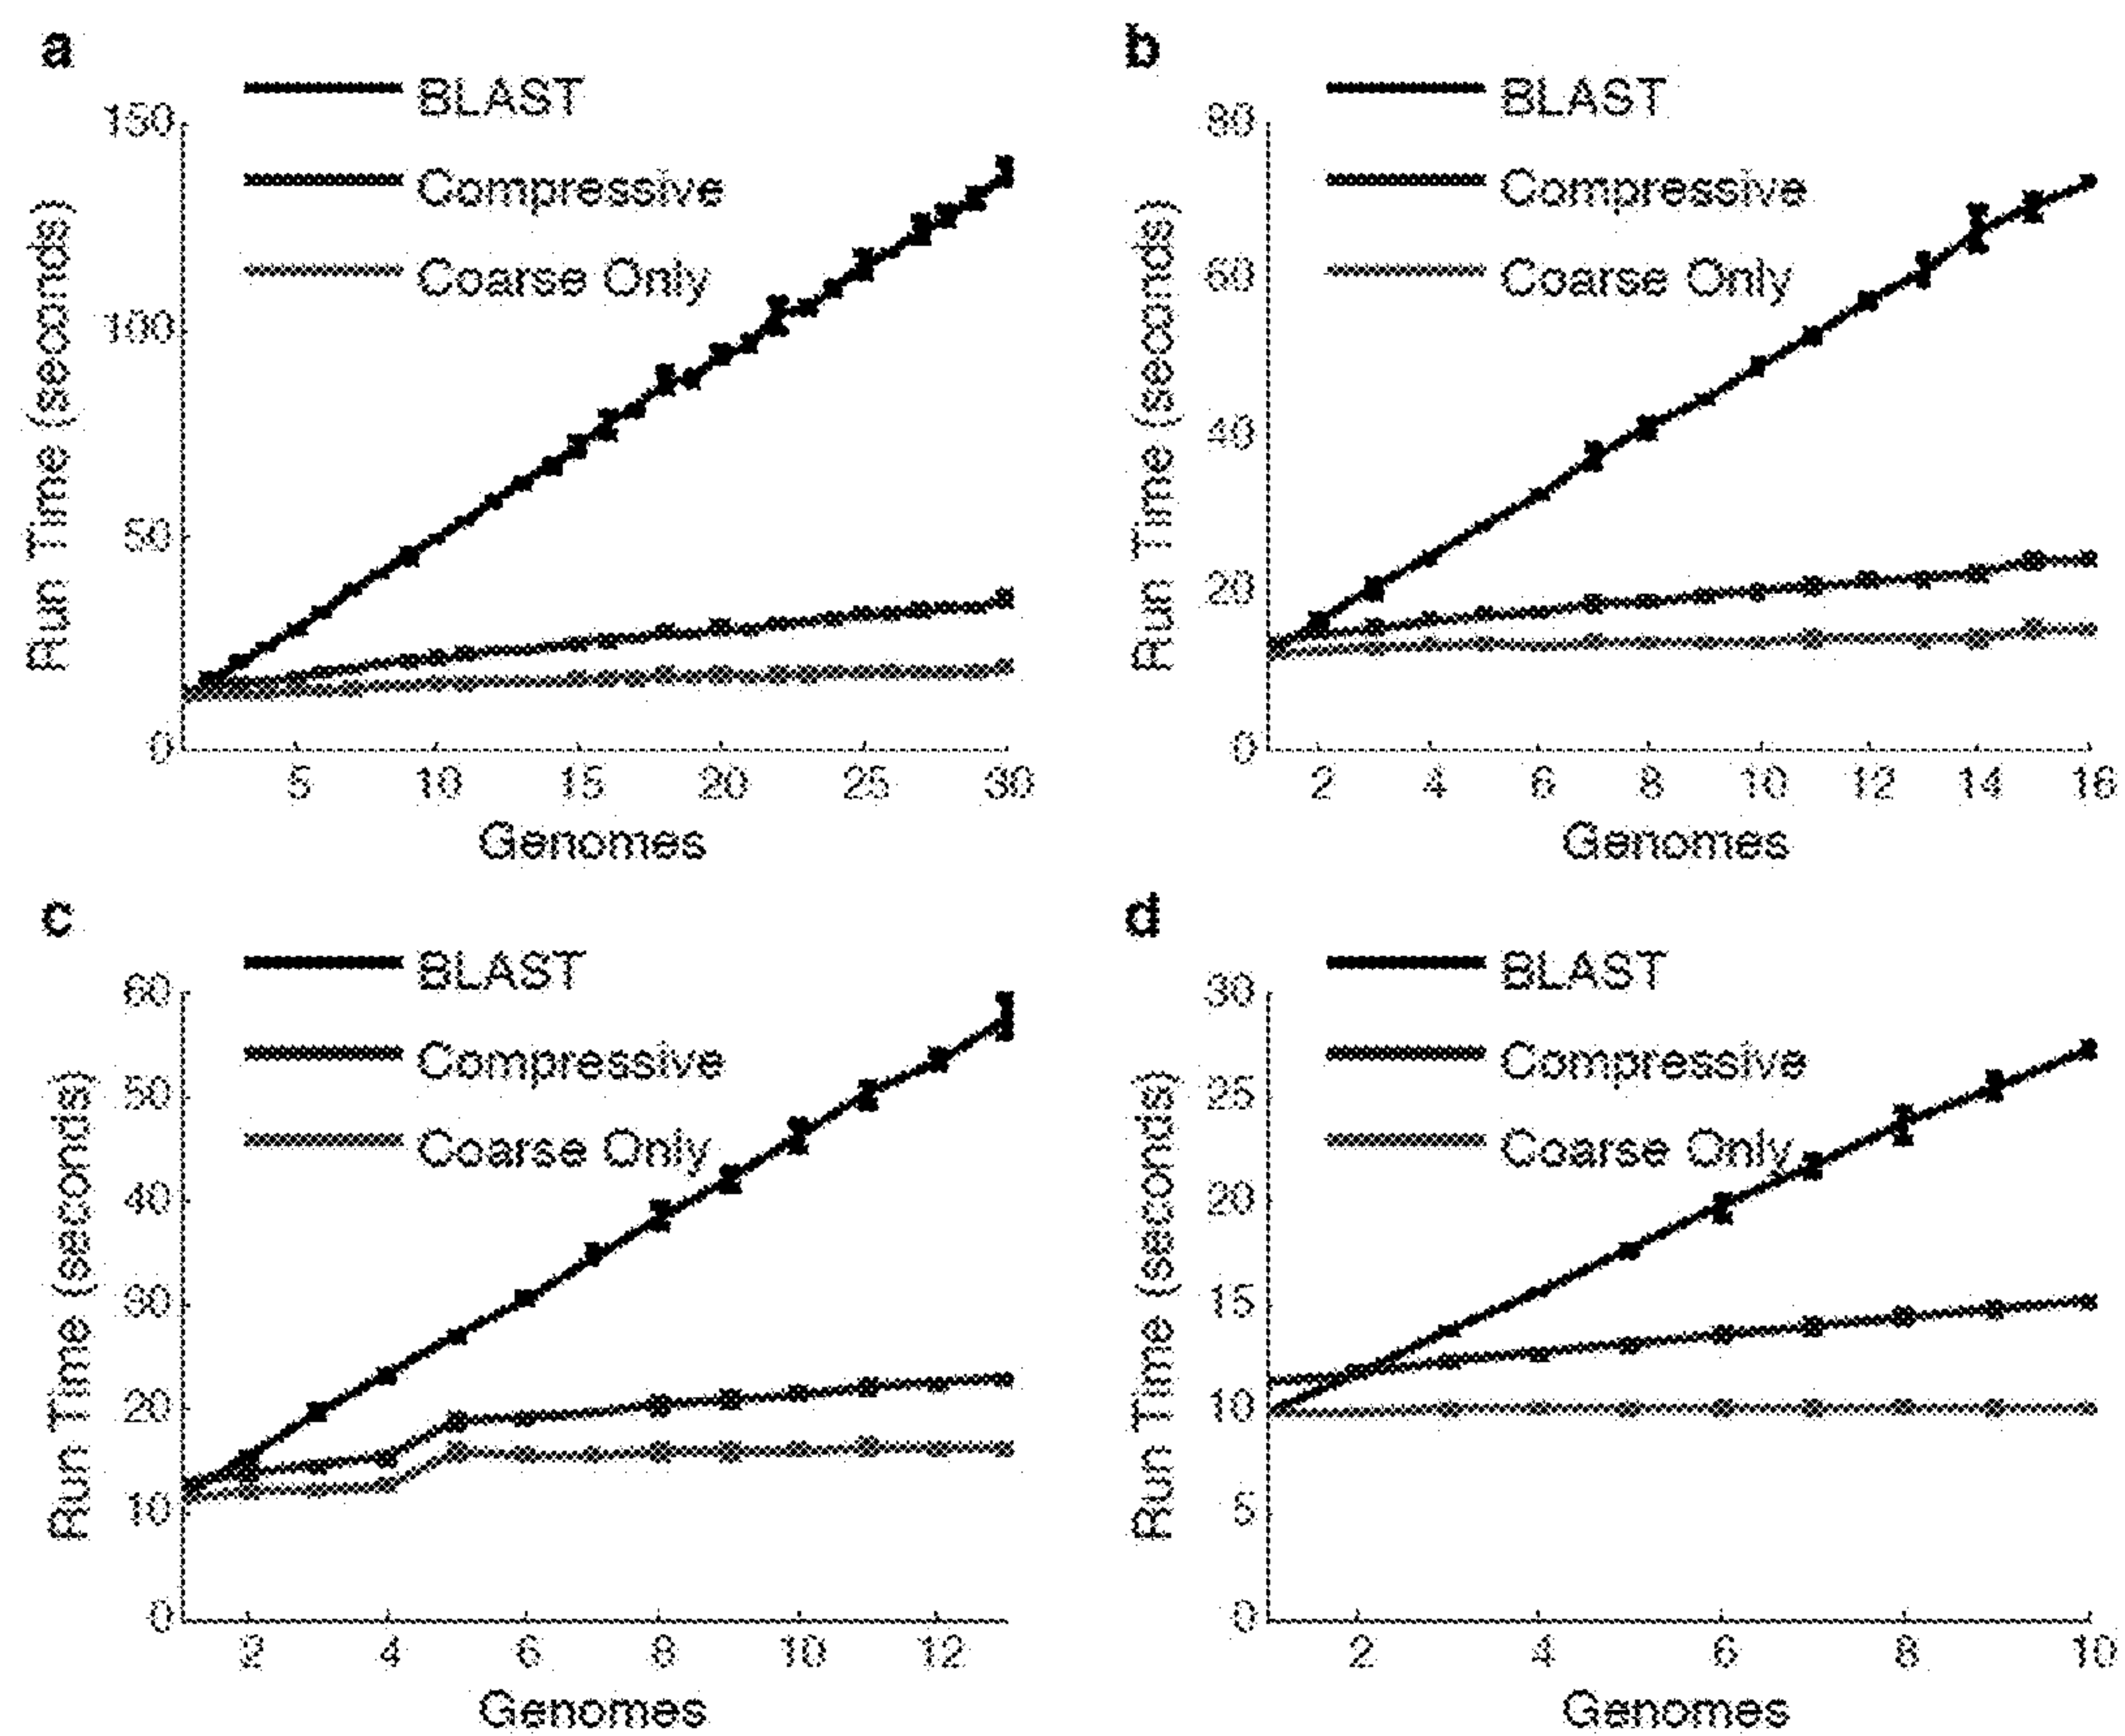 a
BLAST
Compressive
Coarse Only
150
100
50
0
Run Time (seconds)
5 10 15 20 25 30
Genomes
b
BLAST
Compressive
Coarse Only
80
60
40
20
0
Run Time (seconds)
2 4 6 8 10 12 14 16
Genomes
c
BLAST
Compressive
Coarse Only
60
50
40
30
20
10
0
Run Time (seconds)
2 4 6 8 10 12
Genomes
d
BLAST
Compressive
Coarse Only
30
25
20
15
10
5
0
Run Time (seconds)
2 4 6 8 10
Genomes